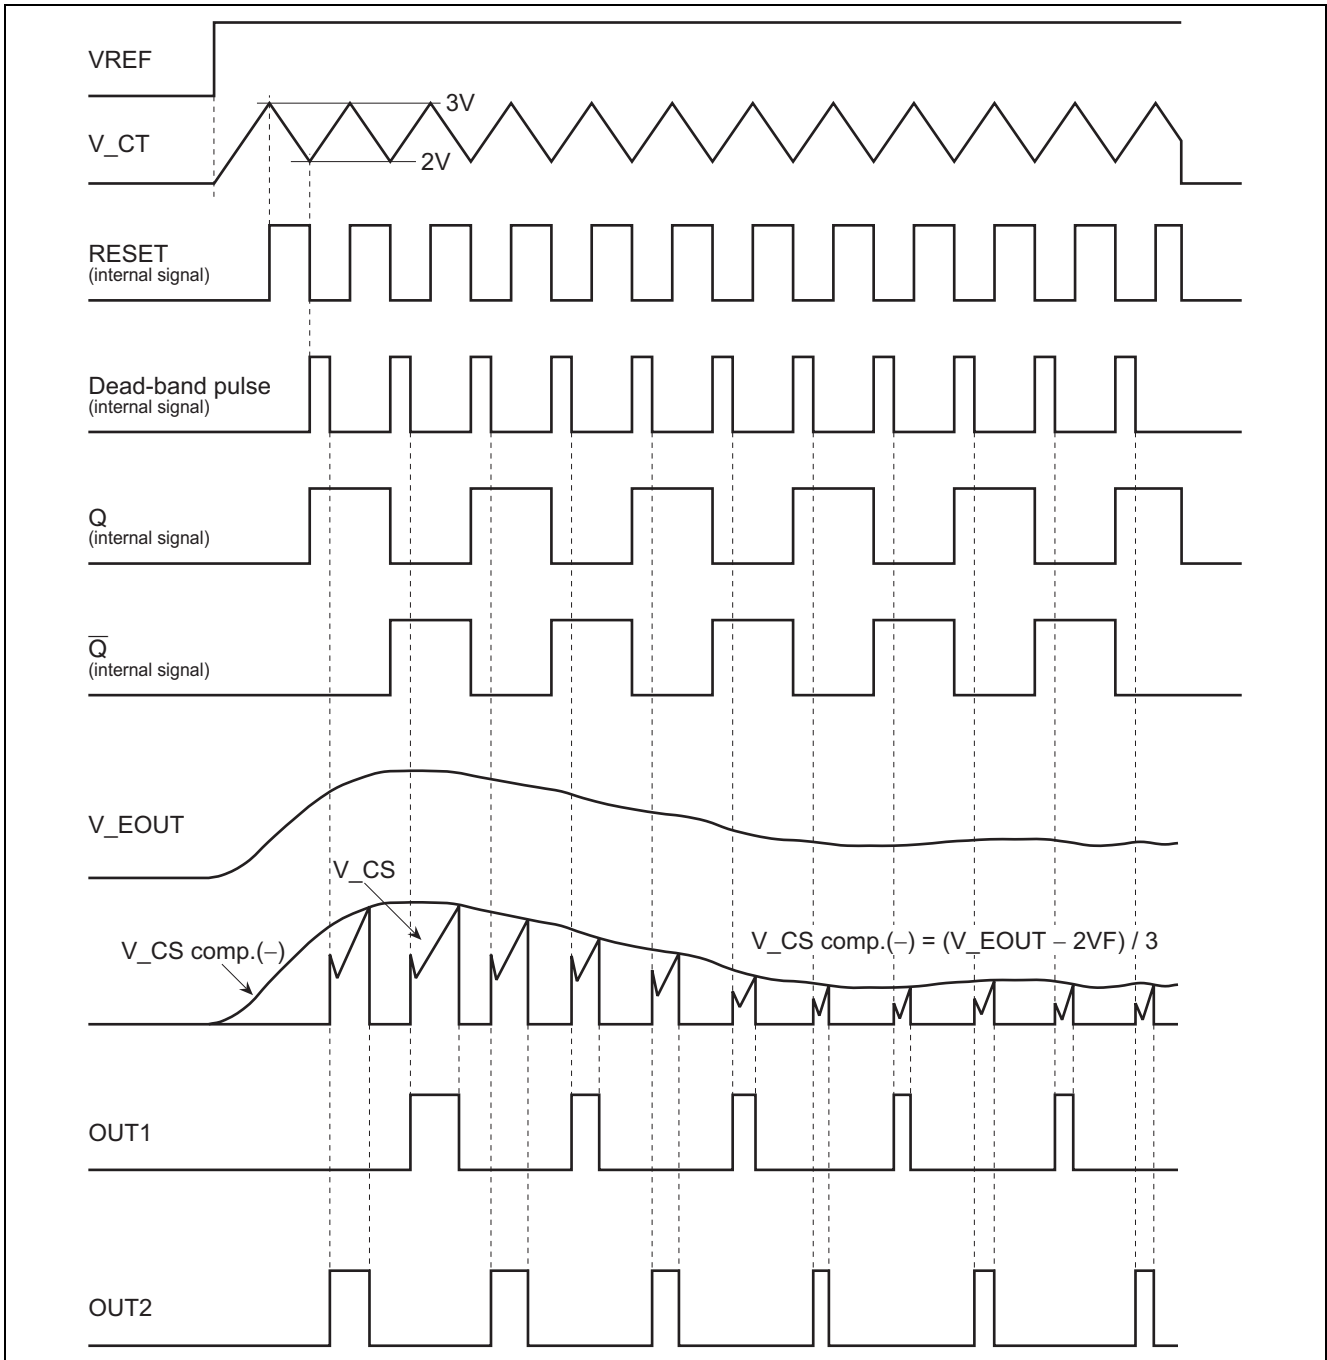 VREF
3V
V_CT
2V
RESET
(internal signal)
Dead-band pulse
(internal signal)
Q
(internal signal)
Q̅
(internal signal)
V_EOUT
V_CS
V_CS comp.(−)
V_CS comp.(−) = (V_EOUT − 2VF) / 3
OUT1
OUT2